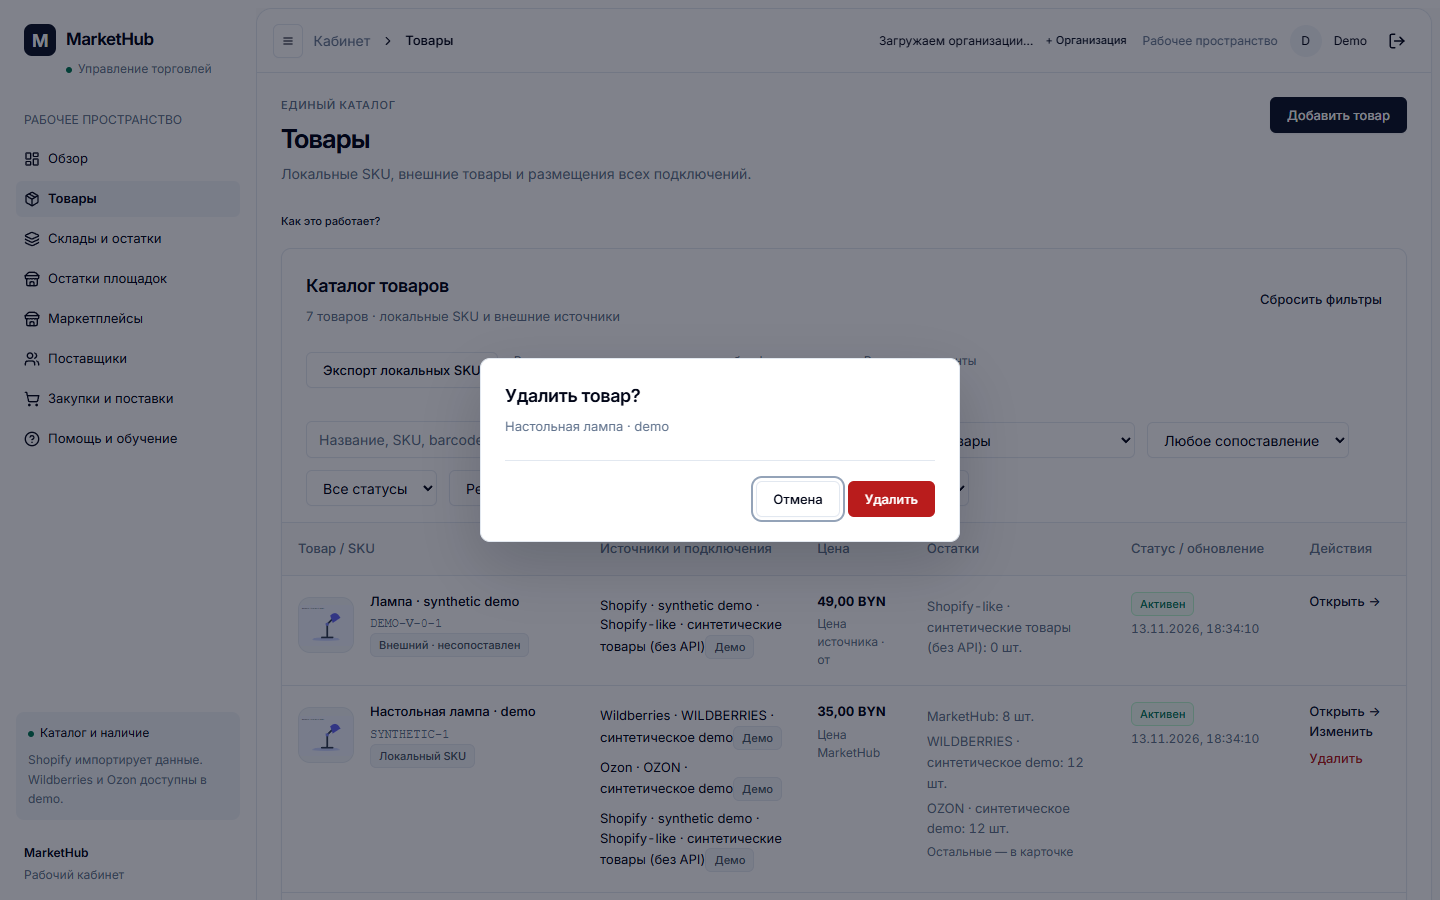 M MarketHub
Управление торговлей
РАБОЧЕЕ ПРОСТРАНСТВО
Обзор
Товары
Склады и остатки
Остатки площадок
Маркетплейсы
Поставщики
Закупки и поставки
Помощь и обучение
Каталог и наличие
Shopify импортирует данные.
Wildberries и Ozon доступны в
demo.
MarketHub
Рабочий кабинет
Кабинет > Товары
Загружаем организации...
+ Организация
Рабочее пространство
D Demo
ЕДИНЫЙ КАТАЛОГ
Товары
Локальные SKU, внешние товары и размещения всех подключений.
Добавить товар
Как это работает?
Каталог товаров
7 товаров · локальные SKU и внешние источники
Сбросить фильтры
Экспорт локальных SKU
Название, SKU, barcode
Любое сопоставление
Все статусы
Удалить товар?
Настольная лампа · demo
Отмена
Удалить
Товар / SKU
Источники и подключения
Цена
Остатки
Статус / обновление
Действия
Лампа · synthetic demo
DEMO-V-0-1
Внешний · несопоставлен
Shopify · synthetic demo ·
Shopify-like · синтетические
товары (без API) Демо
49,00 BYN
Цена
источника ·
от
Shopify-like ·
синтетические товары
(без API): 0 шт.
Активен
13.11.2026, 18:34:10
Открыть →
Настольная лампа · demo
SYNTHETIC-1
Локальный SKU
Wildberries · WILDBERRIES ·
синтетическое demo Демо
Ozon · OZON ·
синтетическое demo Демо
Shopify · synthetic demo ·
Shopify-like · синтетические
товары (без API) Демо
35,00 BYN
Цена
MarketHub
MarketHub: 8 шт.
WILDBERRIES ·
синтетическое demo: 12
шт.
OZON · синтетическое
demo: 12 шт.
Остальные — в карточке
Активен
13.11.2026, 18:34:10
Открыть →
Изменить
Удалить